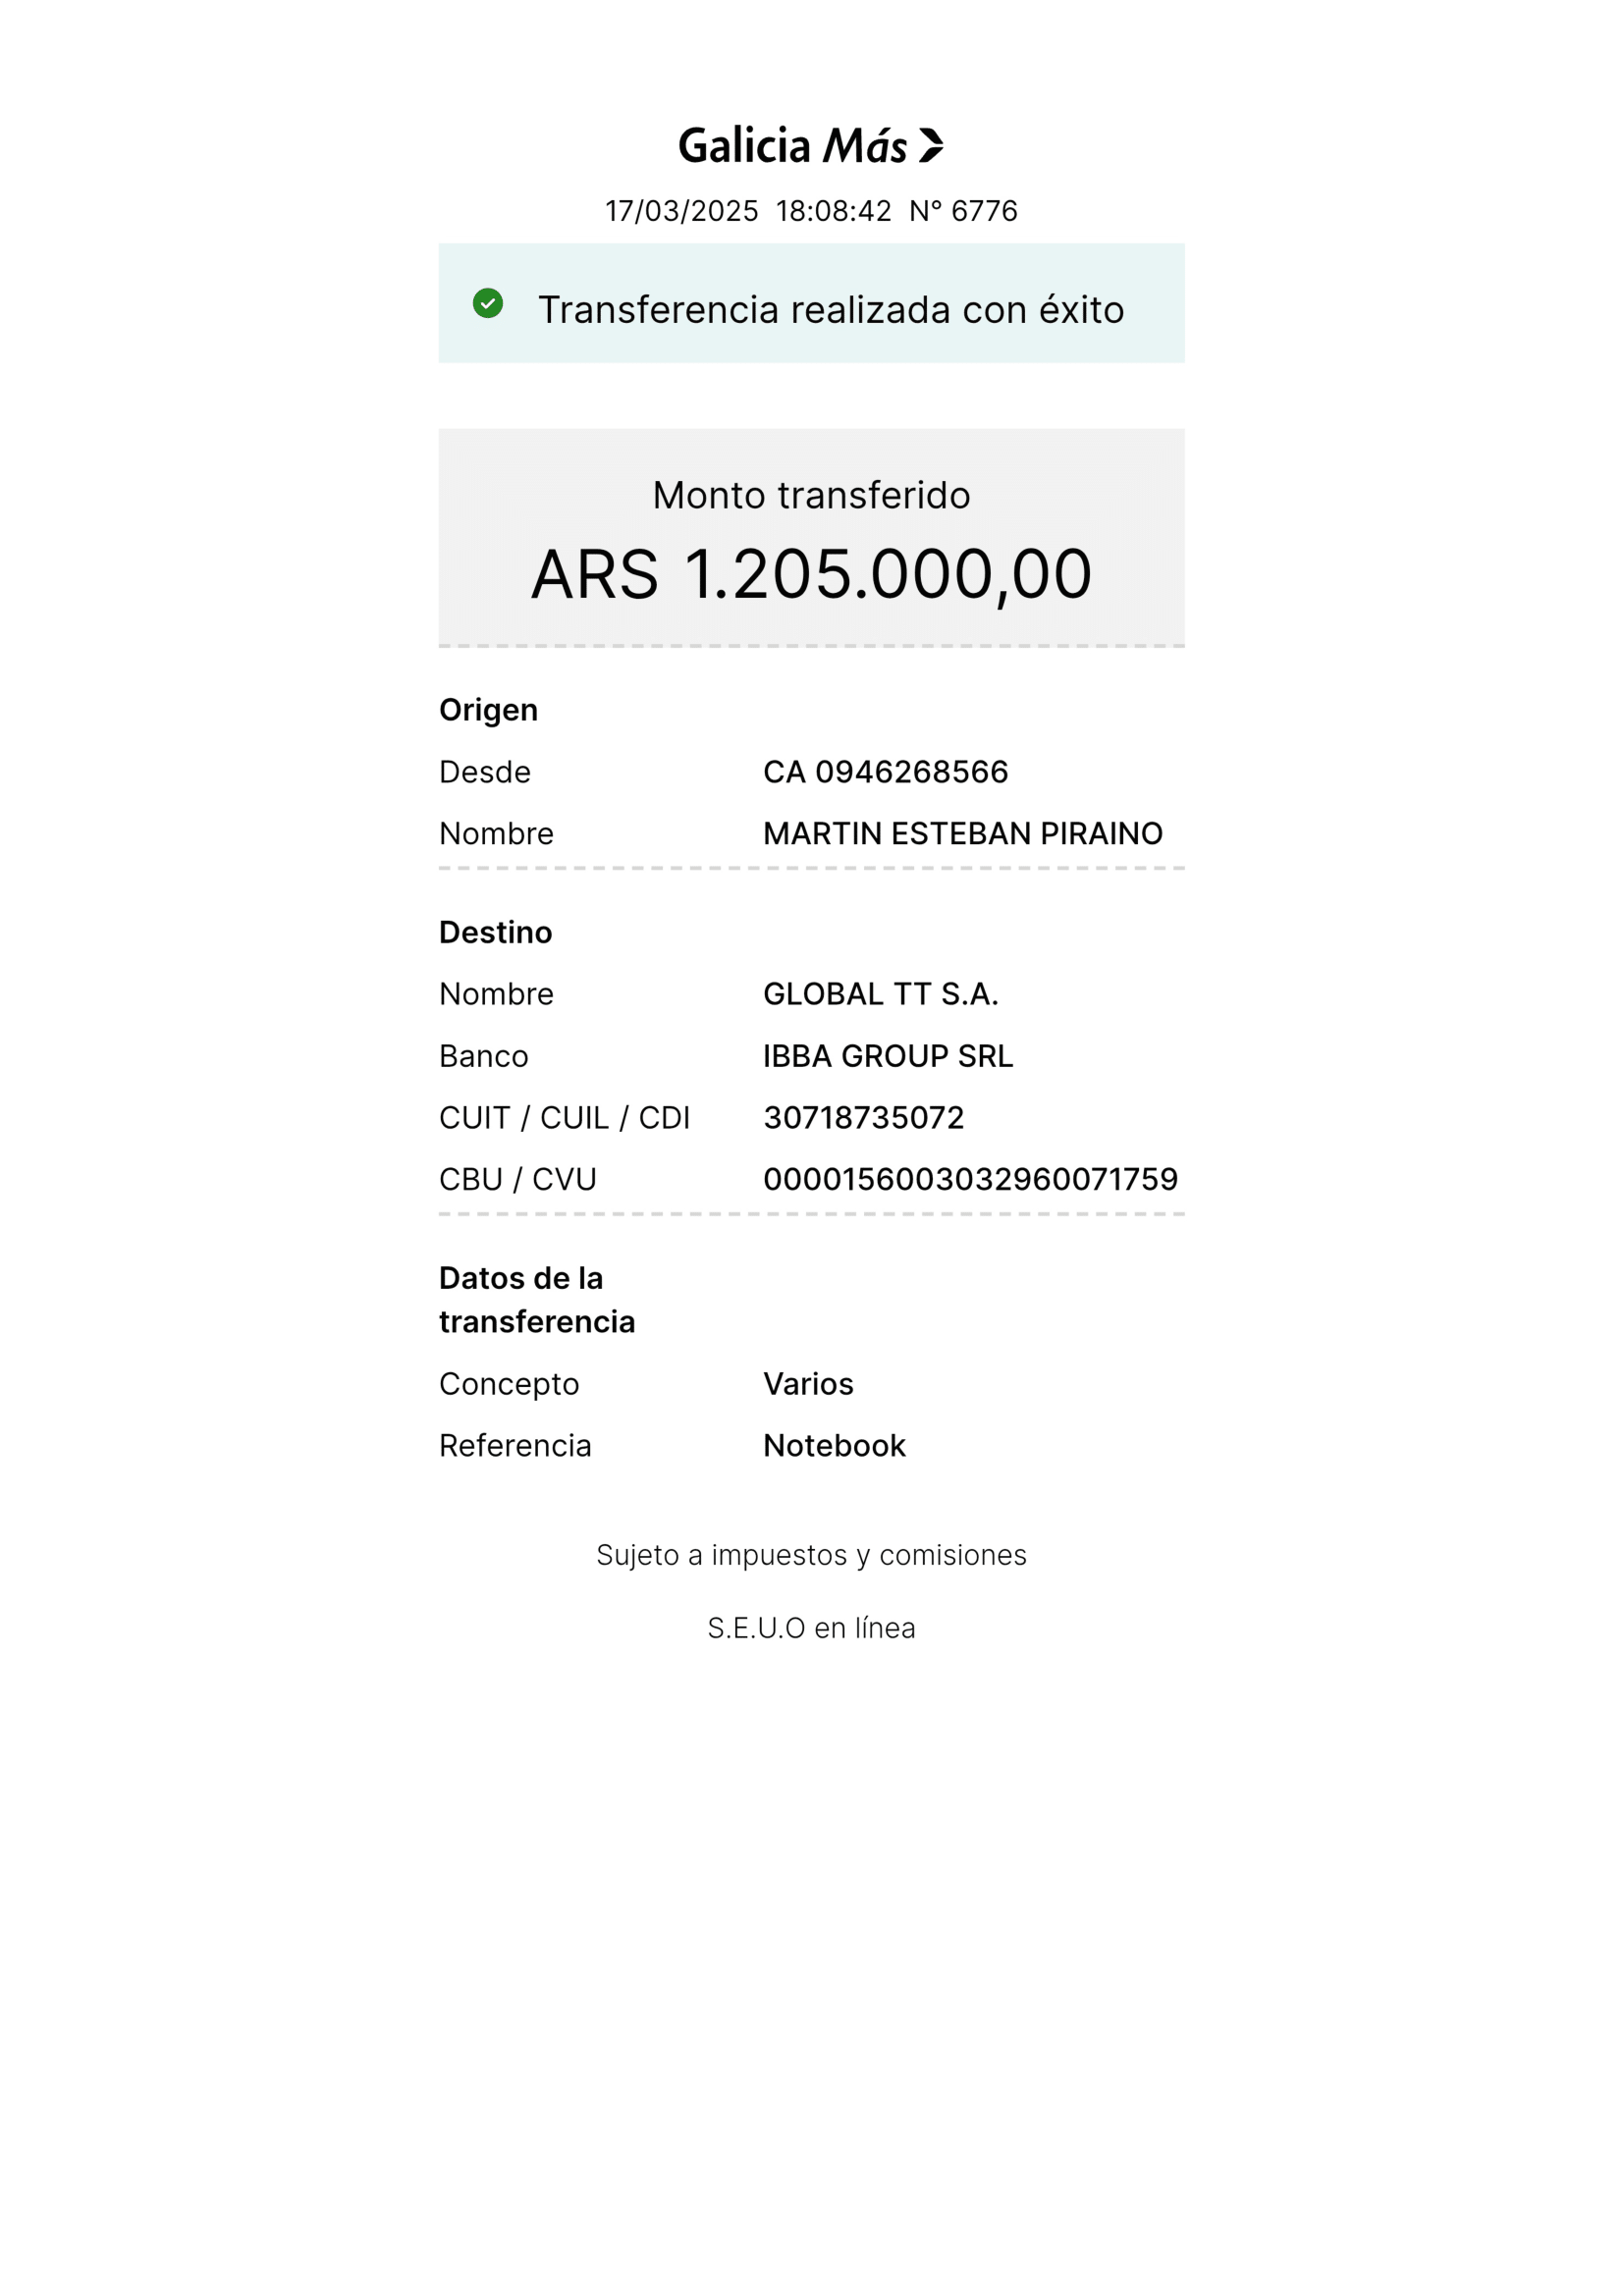 Galicia Más
17/03/2025 18:08:42 N° 6776
Transferencia realizada con éxito
Monto transferido
ARS 1.205.000,00
Origen
Desde CA 0946268566
Nombre MARTIN ESTEBAN PIRAINO
Destino
Nombre GLOBAL TT S.A.
Banco IBBA GROUP SRL
CUIT / CUIL / CDI 30718735072
CBU / CVU 0000156003032960071759
Datos de la
transferencia
Concepto Varios
Referencia Notebook
Sujeto a impuestos y comisiones
S.E.U.O en línea